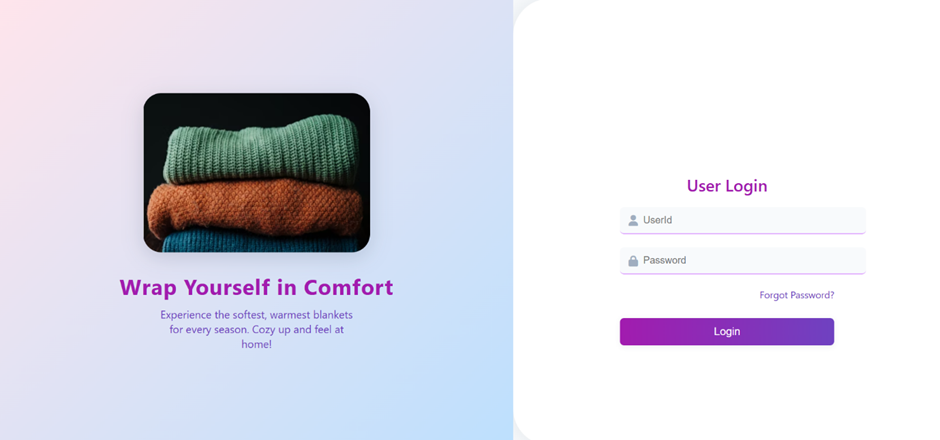 Wrap Yourself in Comfort
Experience the softest, warmest blankets
for every season. Cozy up and feel at
home!
User Login
UserId
Password
Forgot Password?
Login